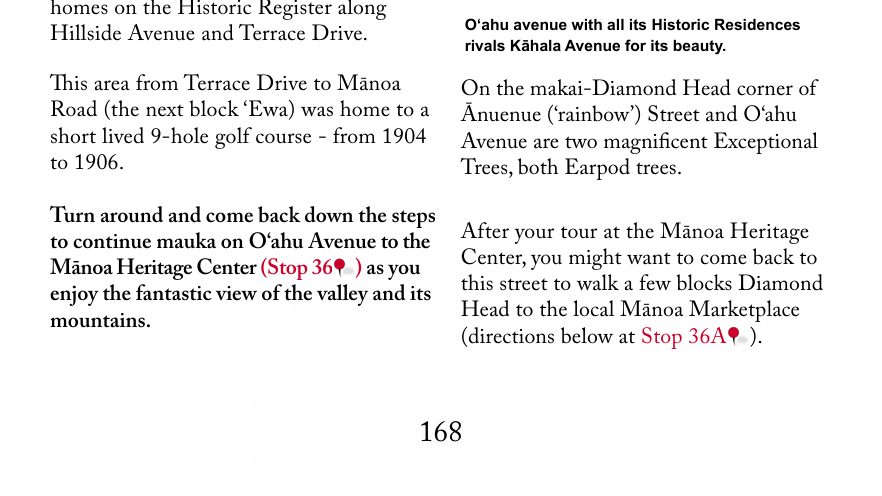 homes on the Historic Register along
Hillside Avenue and Terrace Drive.
This area from Terrace Drive to Mānoa
Road (the next block ‘Ewa) was home to a
short lived 9-hole golf course - from 1904
to 1906.
Turn around and come back down the steps
to continue mauka on O‘ahu Avenue to the
Mānoa Heritage Center (Stop 36 ) as you
enjoy the fantastic view of the valley and its
mountains.
O‘ahu avenue with all its Historic Residences
rivals Kāhala Avenue for its beauty.
On the makai-Diamond Head corner of
Ānuenue (‘rainbow’) Street and O‘ahu
Avenue are two magnificent Exceptional
Trees, both Earpod trees.
After your tour at the Mānoa Heritage
Center, you might want to come back to
this street to walk a few blocks Diamond
Head to the local Mānoa Marketplace
(directions below at Stop 36A ).
168